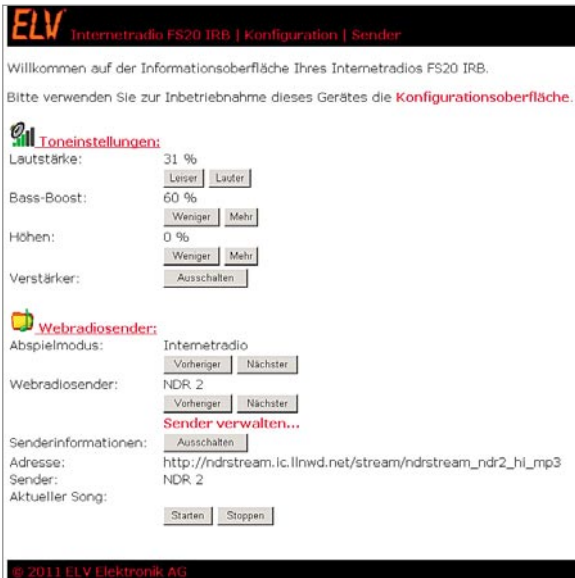 ELV Internetradio FS20 IRB | Konfiguration | Sender
Willkommen auf der Informationsoberfläche Ihres Internetradios FS20 IRB.
Bitte verwenden Sie zur Inbetriebnahme dieses Gerätes die Konfigurationsoberfläche.
Toneinstellungen:
Lautstärke: 31 %
Leiser Lauter
Bass-Boost: 60 %
Weniger Mehr
Höhen: 0 %
Weniger Mehr
Verstärker: Ausschalten
Webradiosender:
Abspielmodus: Internetradio
Vorheriger Nächster
Webradiosender: NDR 2
Vorheriger Nächster
Sender verwalten...
Senderinformationen: Ausschalten
Adresse: http://ndrstream.ic.llnwd.net/stream/ndrstream_ndr2_hi_mp3
Sender: NDR 2
Aktueller Song:
Starten Stoppen
© 2011 ELV Elektronik AG